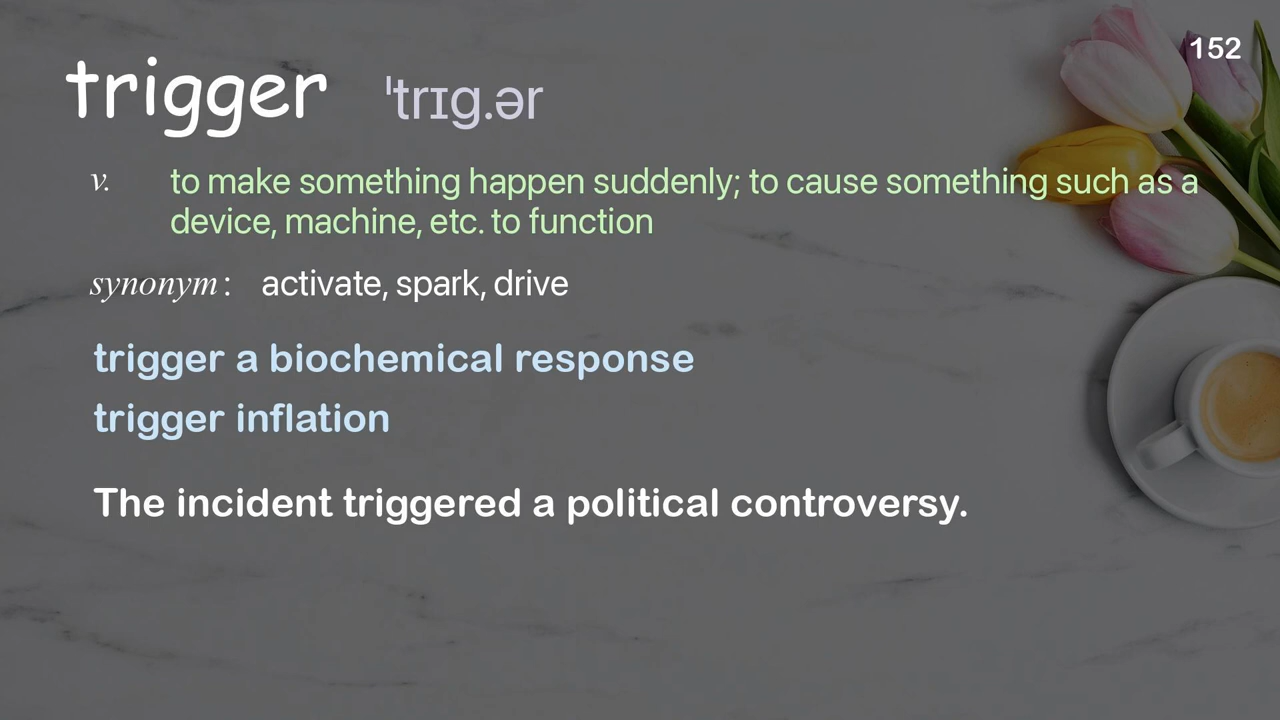 152
trigger ˈtrɪg.ər
v. to make something happen suddenly; to cause something such as a
device, machine, etc. to function
synonym: activate, spark, drive
trigger a biochemical response
trigger inflation
The incident triggered a political controversy.